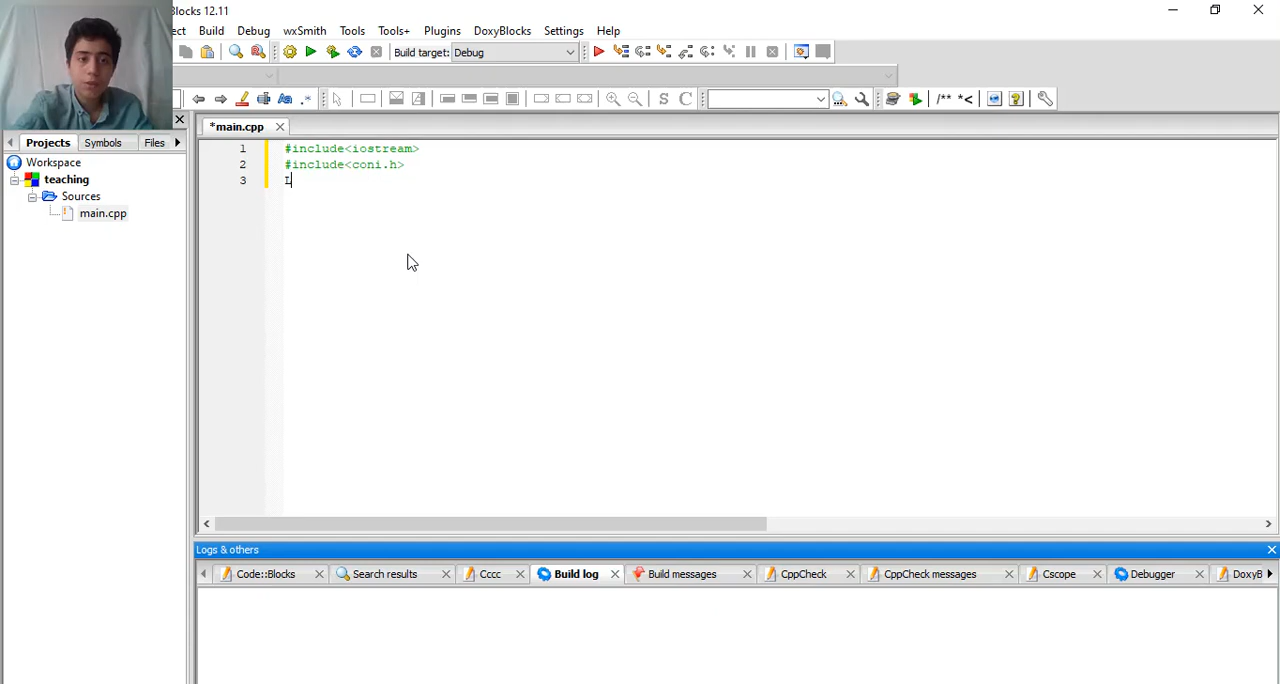 Blocks 12.11
ect Build Debug wxSmith Tools Tools+ Plugins DoxyBlocks Settings Help
Build target: Debug
S C /** *<
*main.cpp
Projects Symbols Files
Workspace
teaching
Sources
main.cpp
1 #include<iostream>
2 #include<coni.h>
3
Logs & others
Code::Blocks Search results Cccc Build log Build messages CppCheck CppCheck messages Cscope Debugger DoxyB